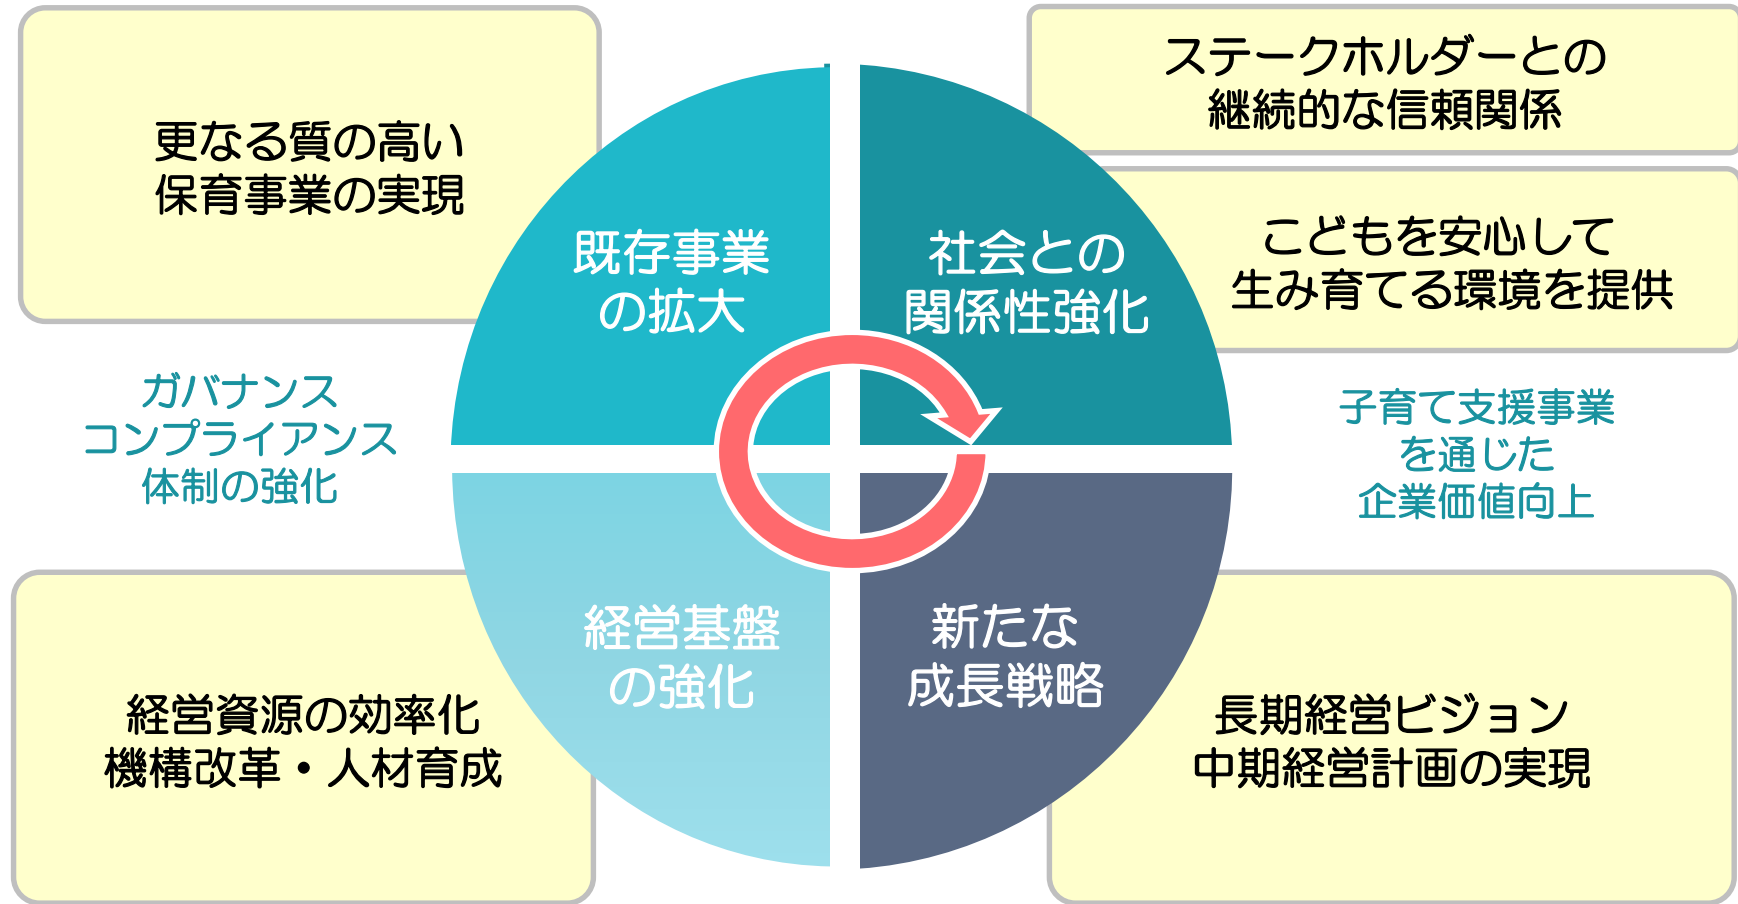 更なる質の高い
保育事業の実現
ステークホルダーとの
継続的な信頼関係
こどもを安心して
生み育てる環境を提供
既存事業
の拡大
社会との
関係性強化
ガバナンス
コンプライアンス
体制の強化
子育て支援事業
を通じた
企業価値向上
経営基盤
の強化
新たな
成長戦略
経営資源の効率化
機構改革・人材育成
長期経営ビジョン
中期経営計画の実現